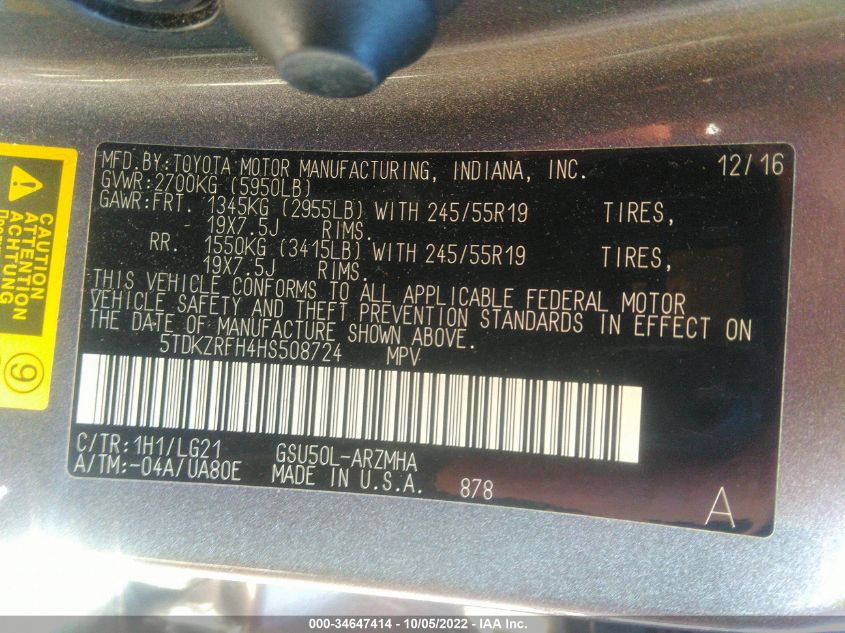 MFD.BY:TOYOTA MOTOR MANUFACTURING, INDIANA, INC. 12/16
GVWR:2700KG (5950LB)
GAWR:FRT. 1345KG (2955LB) WITH 245/55R19 TIRES,
19X7.5J RIMS.
RR. 1550KG (3415LB) WITH 245/55R19 TIRES,
19X7.5J RIMS.
THIS VEHICLE CONFORMS TO ALL APPLICABLE FEDERAL MOTOR
VEHICLE SAFETY AND THEFT PREVENTION STANDARDS IN EFFECT ON
THE DATE OF MANUFACTURE SHOWN ABOVE.
5TDKZRFH4HS508724 MPV
C/TR:1H1/LG21 GSU50L-ARZMHA
A/TM:-04A/UA80E MADE IN U.S.A. 878
A
CAUTION
ATTENTION
ACHTUNG
9
000-34647414 - 10/05/2022 - IAAI, Inc.